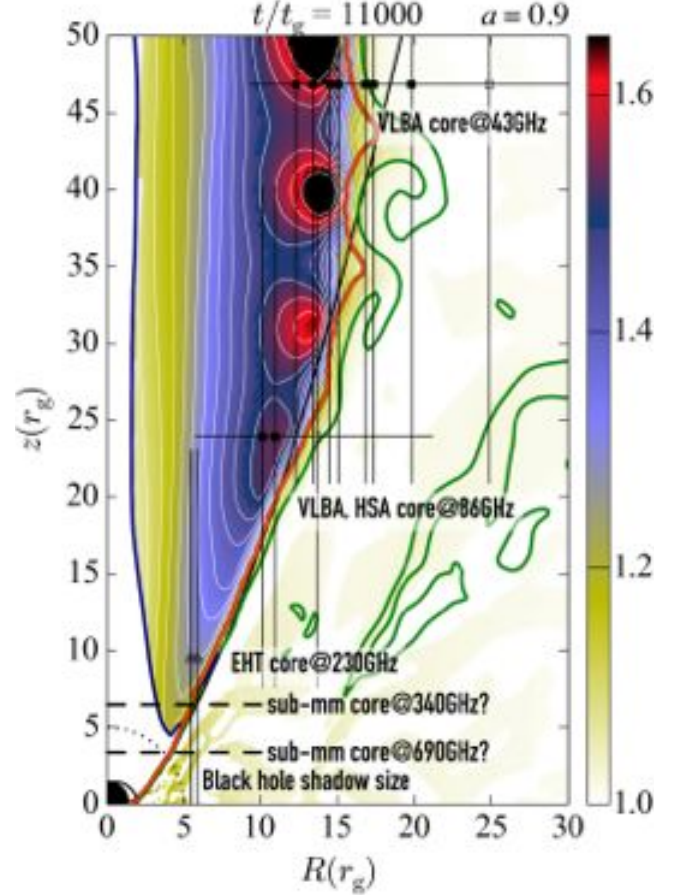 t/t_g = 11000 a = 0.9
50
45
40
35
30
25
20
15
10
5
0
z(r_g)
VLBA core@43GHz
VLBA, HSA core@86GHz
EHT core@230GHz
sub-mm core@340GHz?
sub-mm core@690GHz?
Black hole shadow size
0 5 10 15 20 25 30
R(r_g)
1.6
1.4
1.2
1.0